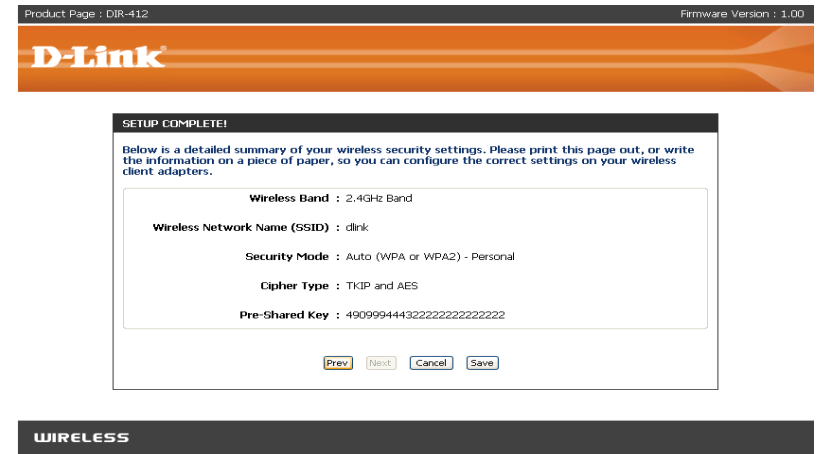 Product Page : DIR-412
Firmware Version : 1.00
D-Link
SETUP COMPLETE!
Below is a detailed summary of your wireless security settings. Please print this page out, or write
the information on a piece of paper, so you can configure the correct settings on your wireless
client adapters.
Wireless Band : 2.4GHz Band
Wireless Network Name (SSID) : dlink
Security Mode : Auto (WPA or WPA2) - Personal
Cipher Type : TKIP and AES
Pre-Shared Key : 490999444322222222222222
Prev Next Cancel Save
WIRELESS